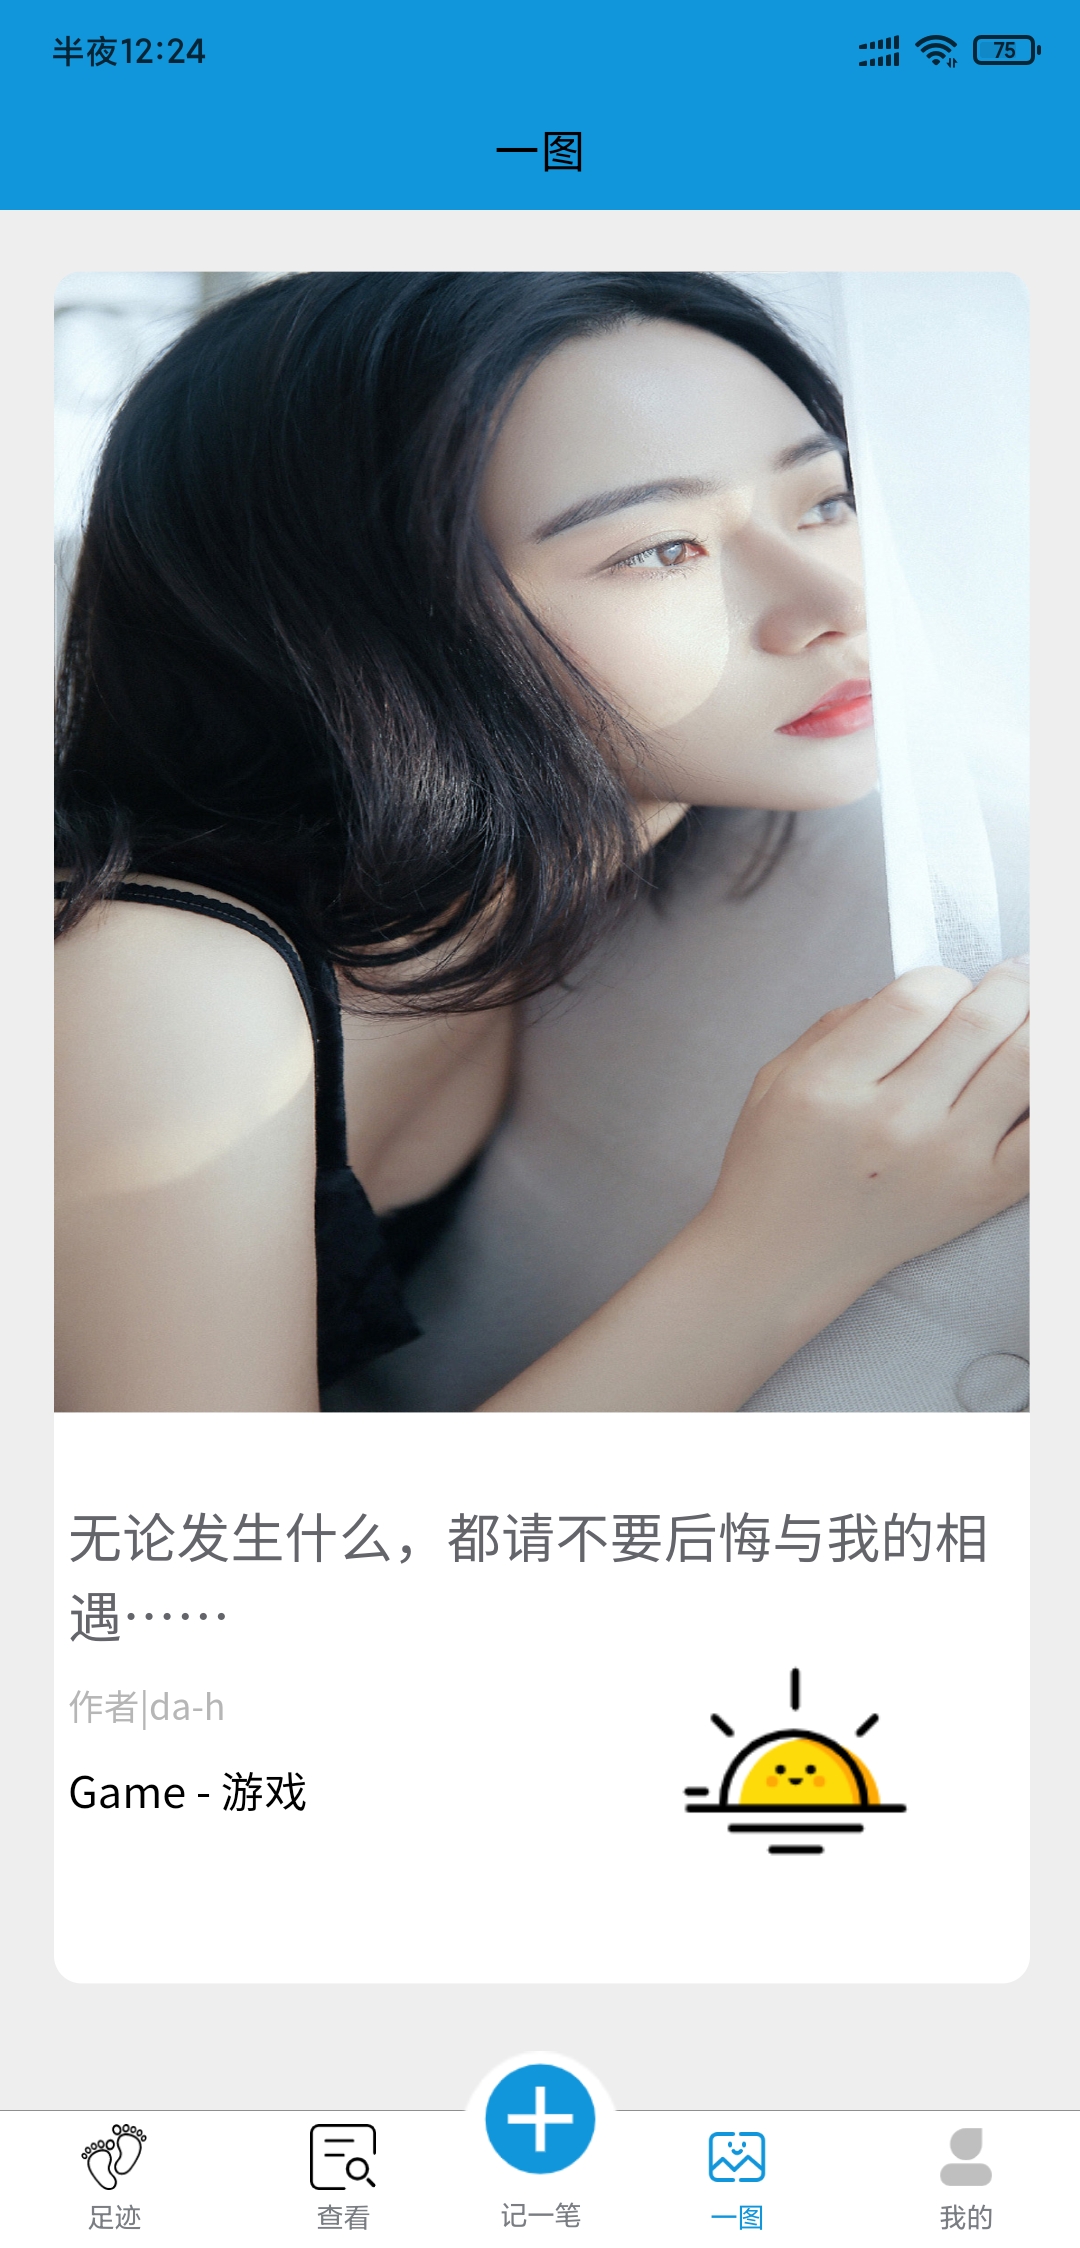 半夜12:24
75
一图
无论发生什么，都请不要后悔与我的相
遇……
作者|da-h
Game - 游戏
足迹
查看
记一笔
一图
我的